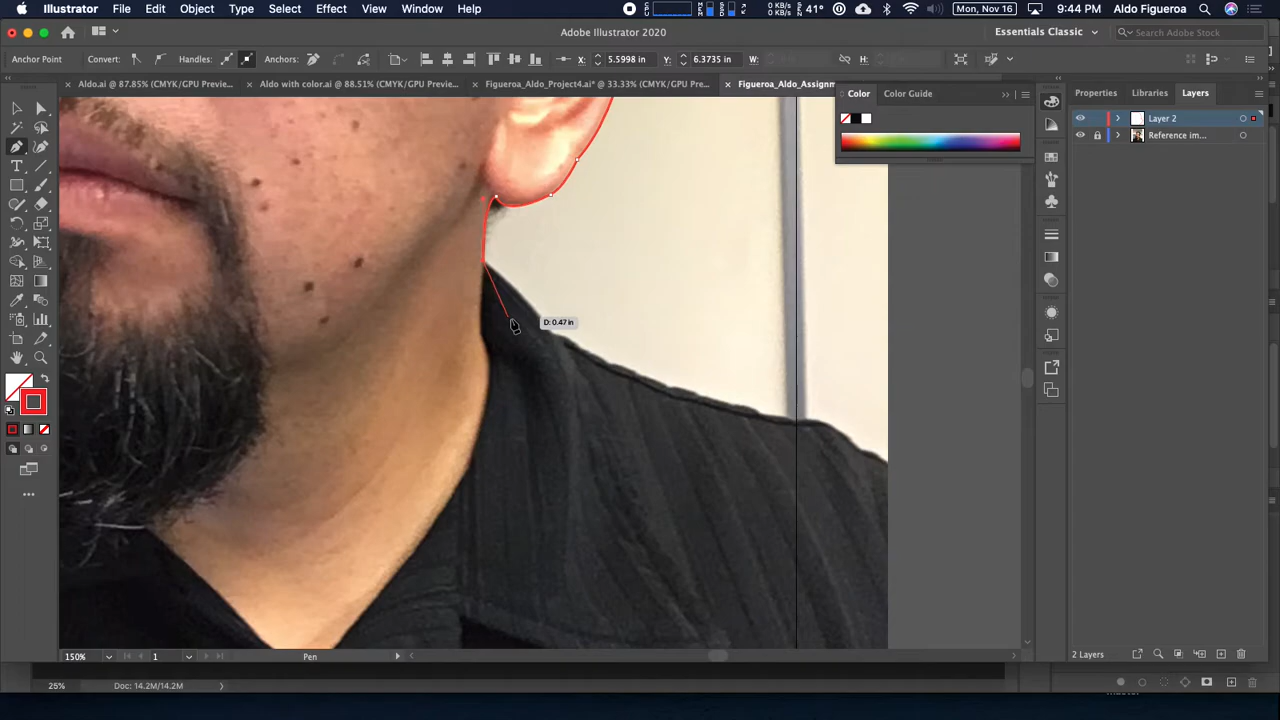 Illustrator File Edit Object Type Select Effect View Window Help 0 KB/s 0 KB/s 41° Mon, Nov 16 9:44 PM Aldo Figueroa
Adobe Illustrator 2020 Essentials Classic Search Adobe Stock
Anchor Point Convert: Handles: Anchors: X: 5.5998 in Y: 6.3735 in W: H:
Aldo.ai @ 87.85% (CMYK/GPU Previe... Aldo with color.ai @ 88.51% (CMYK/GPU Previe... Figueroa_Aldo_Project4.ai* @ 33.33% (CMYK/GPU Pre... Figueroa_Aldo_Assignm
Color Color Guide
Properties Libraries Layers
Layer 2
Reference im...
D: 0.47 in
2 Layers
150% 1 Pen
25% Doc: 14.2M/14.2M